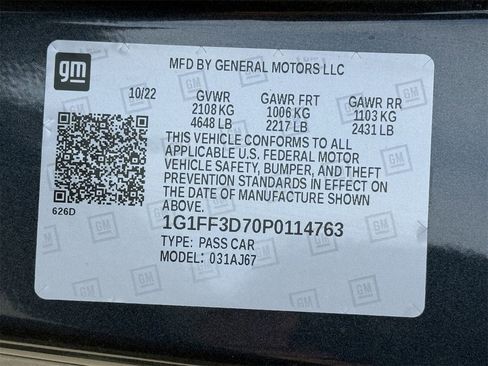 gm
MFD BY GENERAL MOTORS LLC
10/22 GVWR GAWR FRT GAWR RR
2108 KG 1006 KG 1103 KG
4648 LB 2217 LB 2431 LB
THIS VEHICLE CONFORMS TO ALL
APPLICABLE U.S. FEDERAL MOTOR
VEHICLE SAFETY, BUMPER, AND THEFT
PREVENTION STANDARDS IN EFFECT ON
THE DATE OF MANUFACTURE SHOWN
ABOVE.
626D
1G1FF3D70P0114763
TYPE: PASS CAR
MODEL: 031AJ67